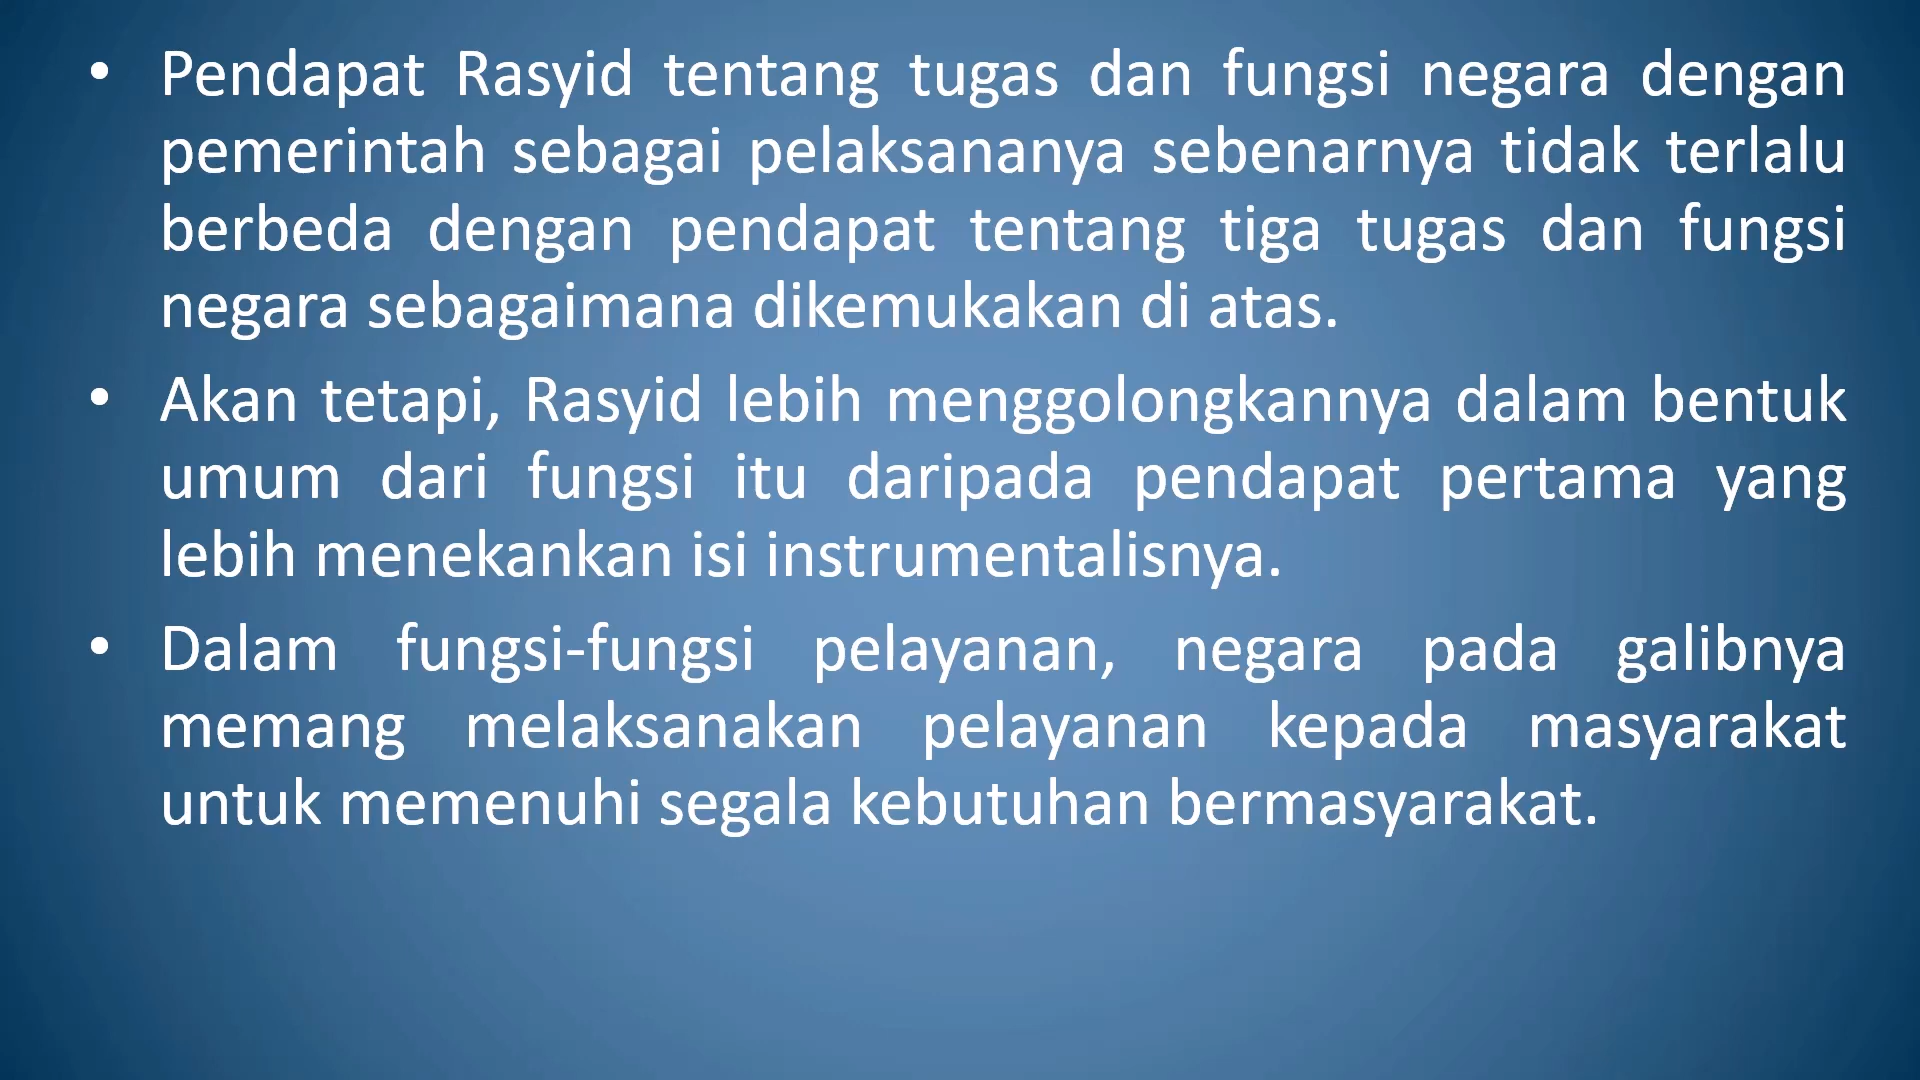 • Pendapat Rasyid tentang tugas dan fungsi negara dengan
pemerintah sebagai pelaksananya sebenarnya tidak terlalu
berbeda dengan pendapat tentang tiga tugas dan fungsi
negara sebagaimana dikemukakan di atas.
• Akan tetapi, Rasyid lebih menggolongkannya dalam bentuk
umum dari fungsi itu daripada pendapat pertama yang
lebih menekankan isi instrumentalisnya.
• Dalam fungsi-fungsi pelayanan, negara pada galibnya
memang melaksanakan pelayanan kepada masyarakat
untuk memenuhi segala kebutuhan bermasyarakat.